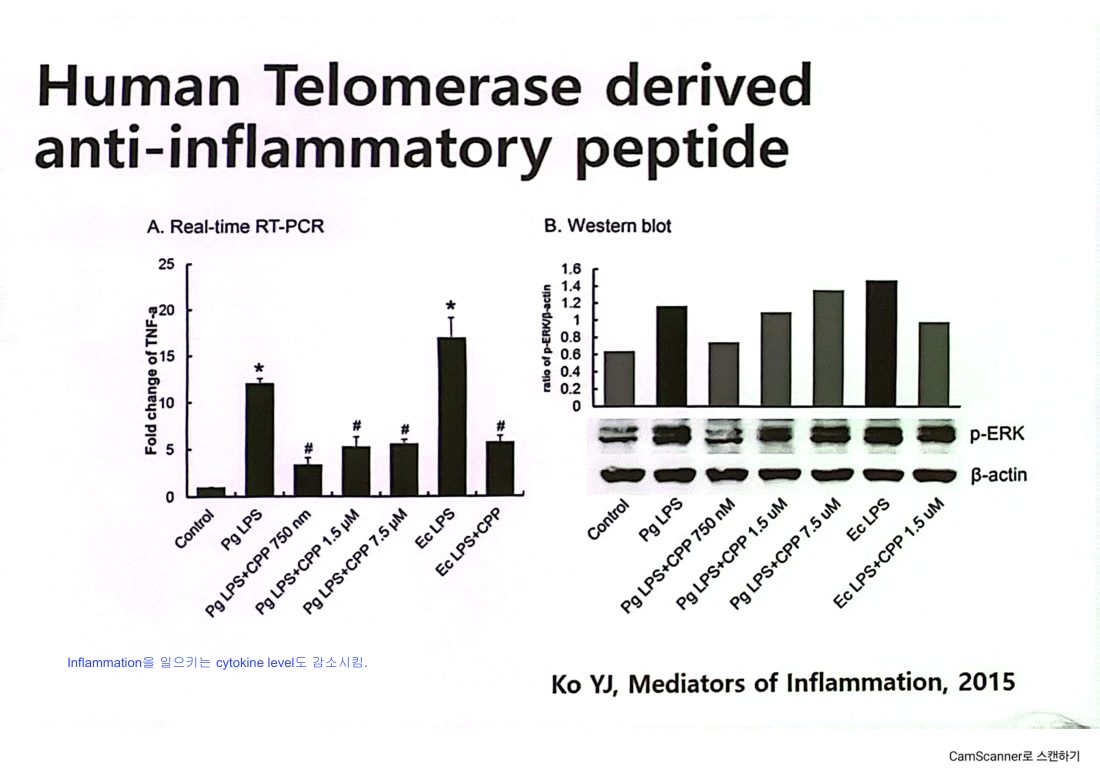 Human Telomerase derived
anti-inflammatory peptide
A. Real-time RT-PCR
Fold change of TNF-a
25
20
15
10
5
0
*
#
#
#
*
#
Control
Pg LPS
Pg LPS+CPP 750 nm
Pg LPS+CPP 1.5 µM
Pg LPS+CPP 7.5 µM
Ec LPS
Ec LPS+CPP
B. Western blot
ratio of p-ERK/β-actin
1.6
1.4
1.2
1
0.8
0.6
0.4
0.2
0
p-ERK
β-actin
Control
Pg LPS
Pg LPS+CPP 750 nM
Pg LPS+CPP 1.5 uM
Pg LPS+CPP 7.5 uM
Ec LPS
Ec LPS+CPP 1.5 uM
Inflammation을 일으키는 cytokine level도 감소시킴.
Ko YJ, Mediators of Inflammation, 2015
CamScanner로 스캔하기